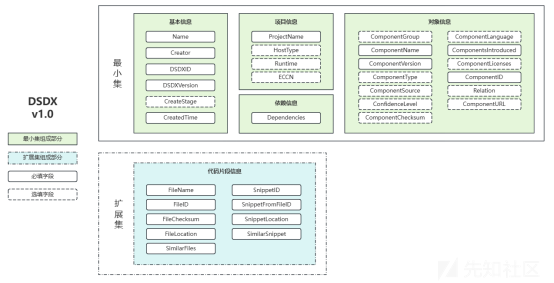 DSDX
v1.0
最小集组成部分
扩展集组成部分
必填字段
选填字段
最小集
基本信息
Name
Creator
DSDXID
DSDXVersion
CreateStage
CreatedTime
项目信息
ProjectName
HostType
Runtime
ECCN
依赖信息
Dependencies
对象信息
ComponentGroup
ComponentLanguage
ComponentName
ComponentsIntroduced
ComponentVersion
ComponentLicenses
ComponentType
ComponentID
ComponentSource
Relation
ConfidenceLevel
ComponentURL
ComponentChecksum
扩展集
代码片段信息
FileName
SnippetID
FileID
SnippetFromFileID
FileChecksum
SnippetLocation
FileLocation
SimilarSnippet
SimilarFiles
先知社区